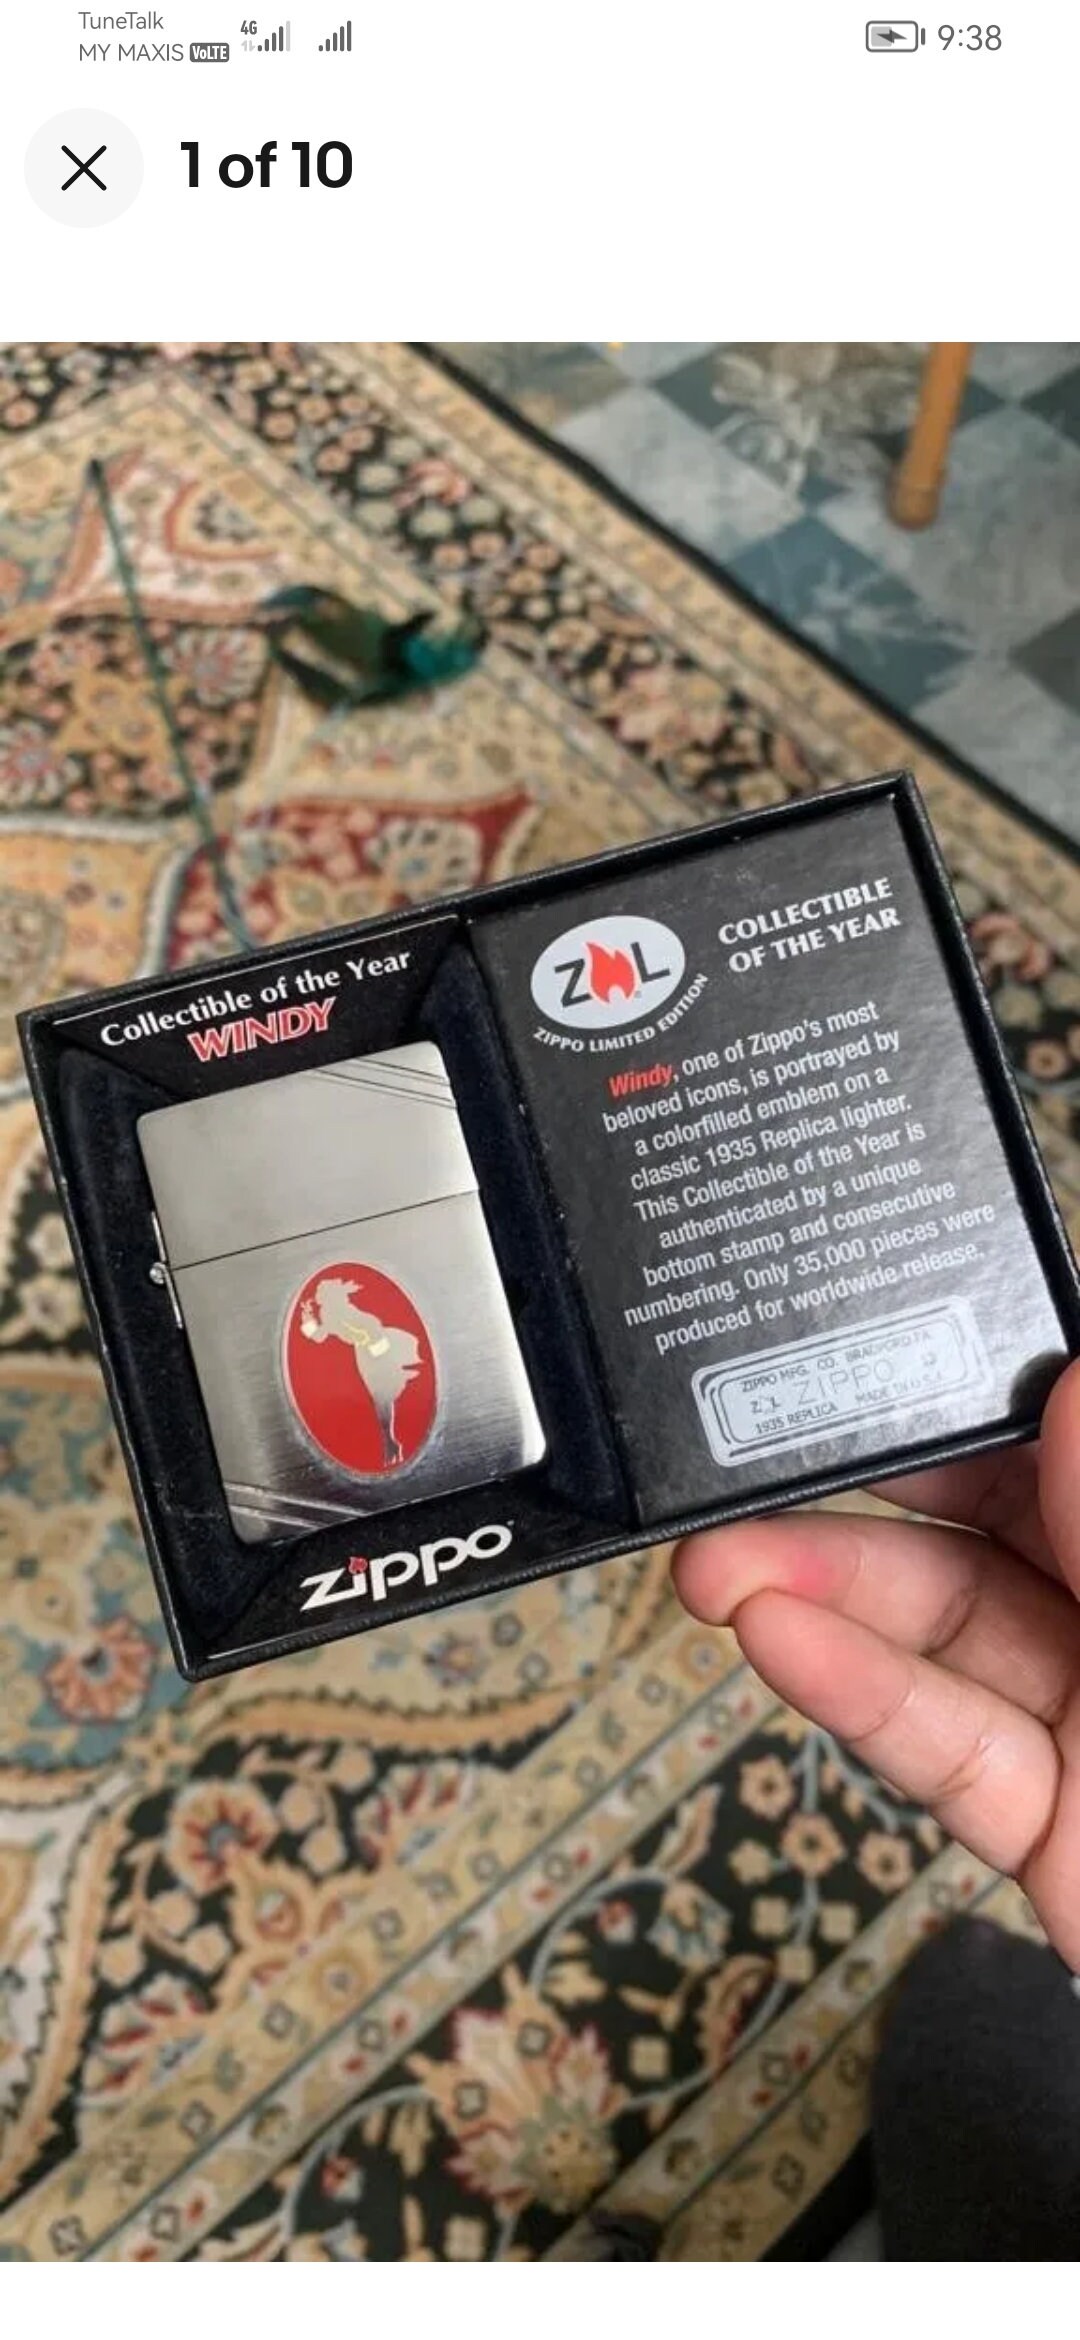 TuneTalk
MY MAXIS VoLTE
4G
9:38
1 of 10
Collectible of the Year
WINDY
zippo
ZL
ZIPPO LIMITED EDITION
COLLECTIBLE
OF THE YEAR
Windy, one of Zippo's most
beloved icons, is portrayed by
a colorfilled emblem on a
classic 1935 Replica lighter.
This Collectible of the Year is
authenticated by a unique
bottom stamp and consecutive
numbering. Only 35,000 pieces were
produced for worldwide release.
ZIPPO MFG. CO. BRADFORD.PA
ZIPPO
1935 REPLICA MADE IN U.S.A